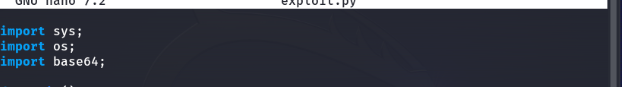 GNU nano 7.2 exploit.py
import sys;
import os;
import base64;